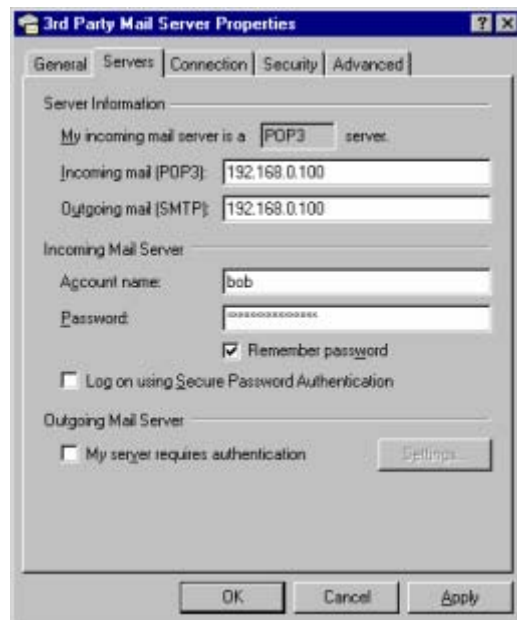 3rd Party Mail Server Properties
General Servers Connection Security Advanced
Server Information
My incoming mail server is a POP3 server.
Incoming mail (POP3): 192.168.0.100
Outgoing mail (SMTP): 192.168.0.100
Incoming Mail Server
Account name: bob
Password:
Remember password
Log on using Secure Password Authentication
Outgoing Mail Server
My server requires authentication Settings...
OK Cancel Apply